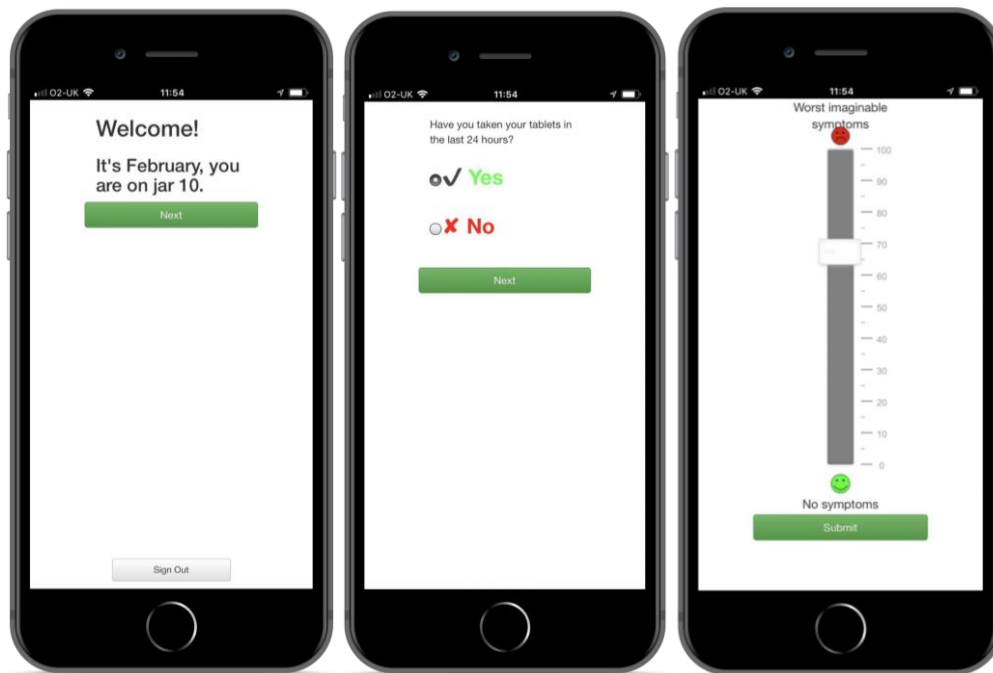 O2-UK
11:54
Welcome!
It's February, you
are on jar 10.
Next
Sign Out
O2-UK
11:54
Have you taken your tablets in
the last 24 hours?
✓ Yes
✘ No
Next
O2-UK
11:54
Worst imaginable
symptoms
100
90
80
70
60
50
40
30
20
10
0
No symptoms
Submit